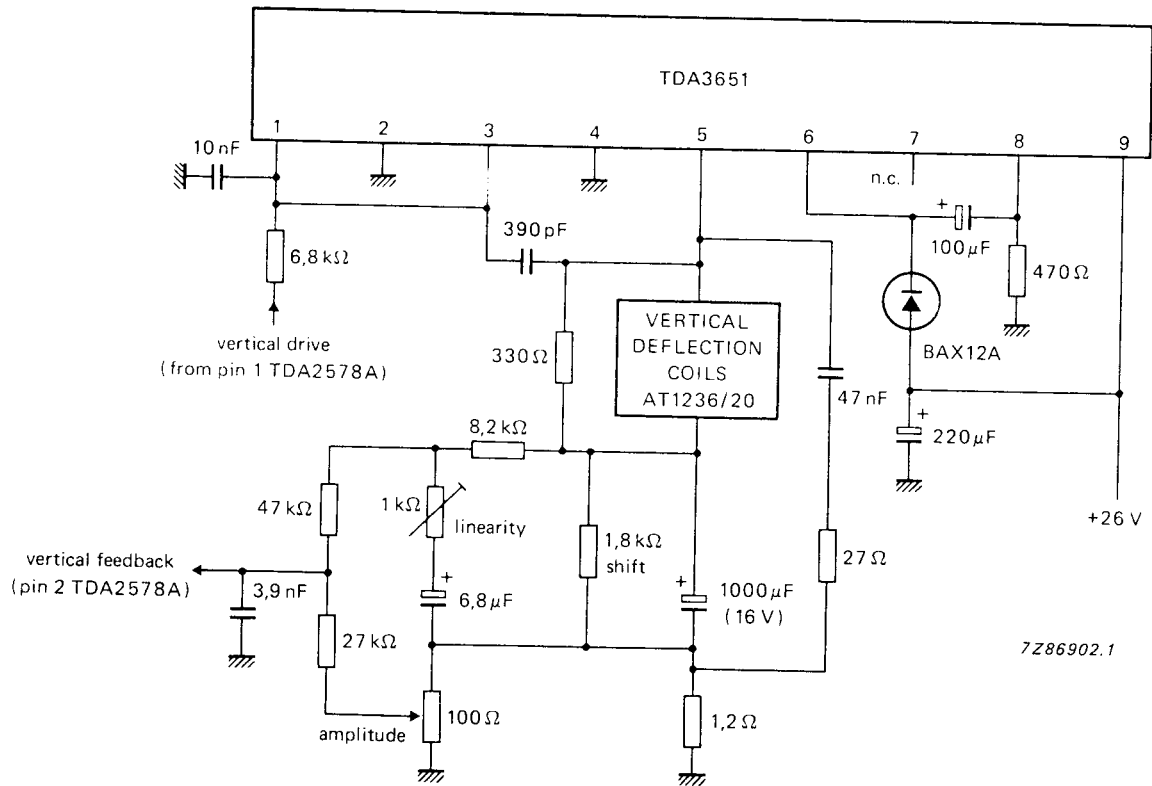 TDA3651
1
2
3
4
5
6
7
8
9
10 nF
n.c.
390 pF
+
100 μF
6,8 kΩ
470 Ω
VERTICAL
DEFLECTION
COILS
AT1236/20
vertical drive
(from pin 1 TDA2578A)
330 Ω
BAX12A
47 nF
8,2 kΩ
+
220 μF
47 kΩ
1 kΩ
linearity
+26 V
1,8 kΩ
shift
27 Ω
vertical feedback
(pin 2 TDA2578A)
3,9 nF
+
6,8 μF
+
1000 μF
(16 V)
27 kΩ
7Z86902.1
100 Ω
amplitude
1,2 Ω